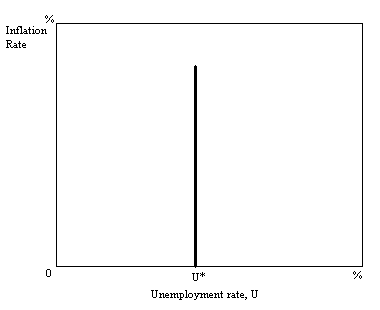 %
Inflation
Rate
0
U*
%
Unemployment rate, U